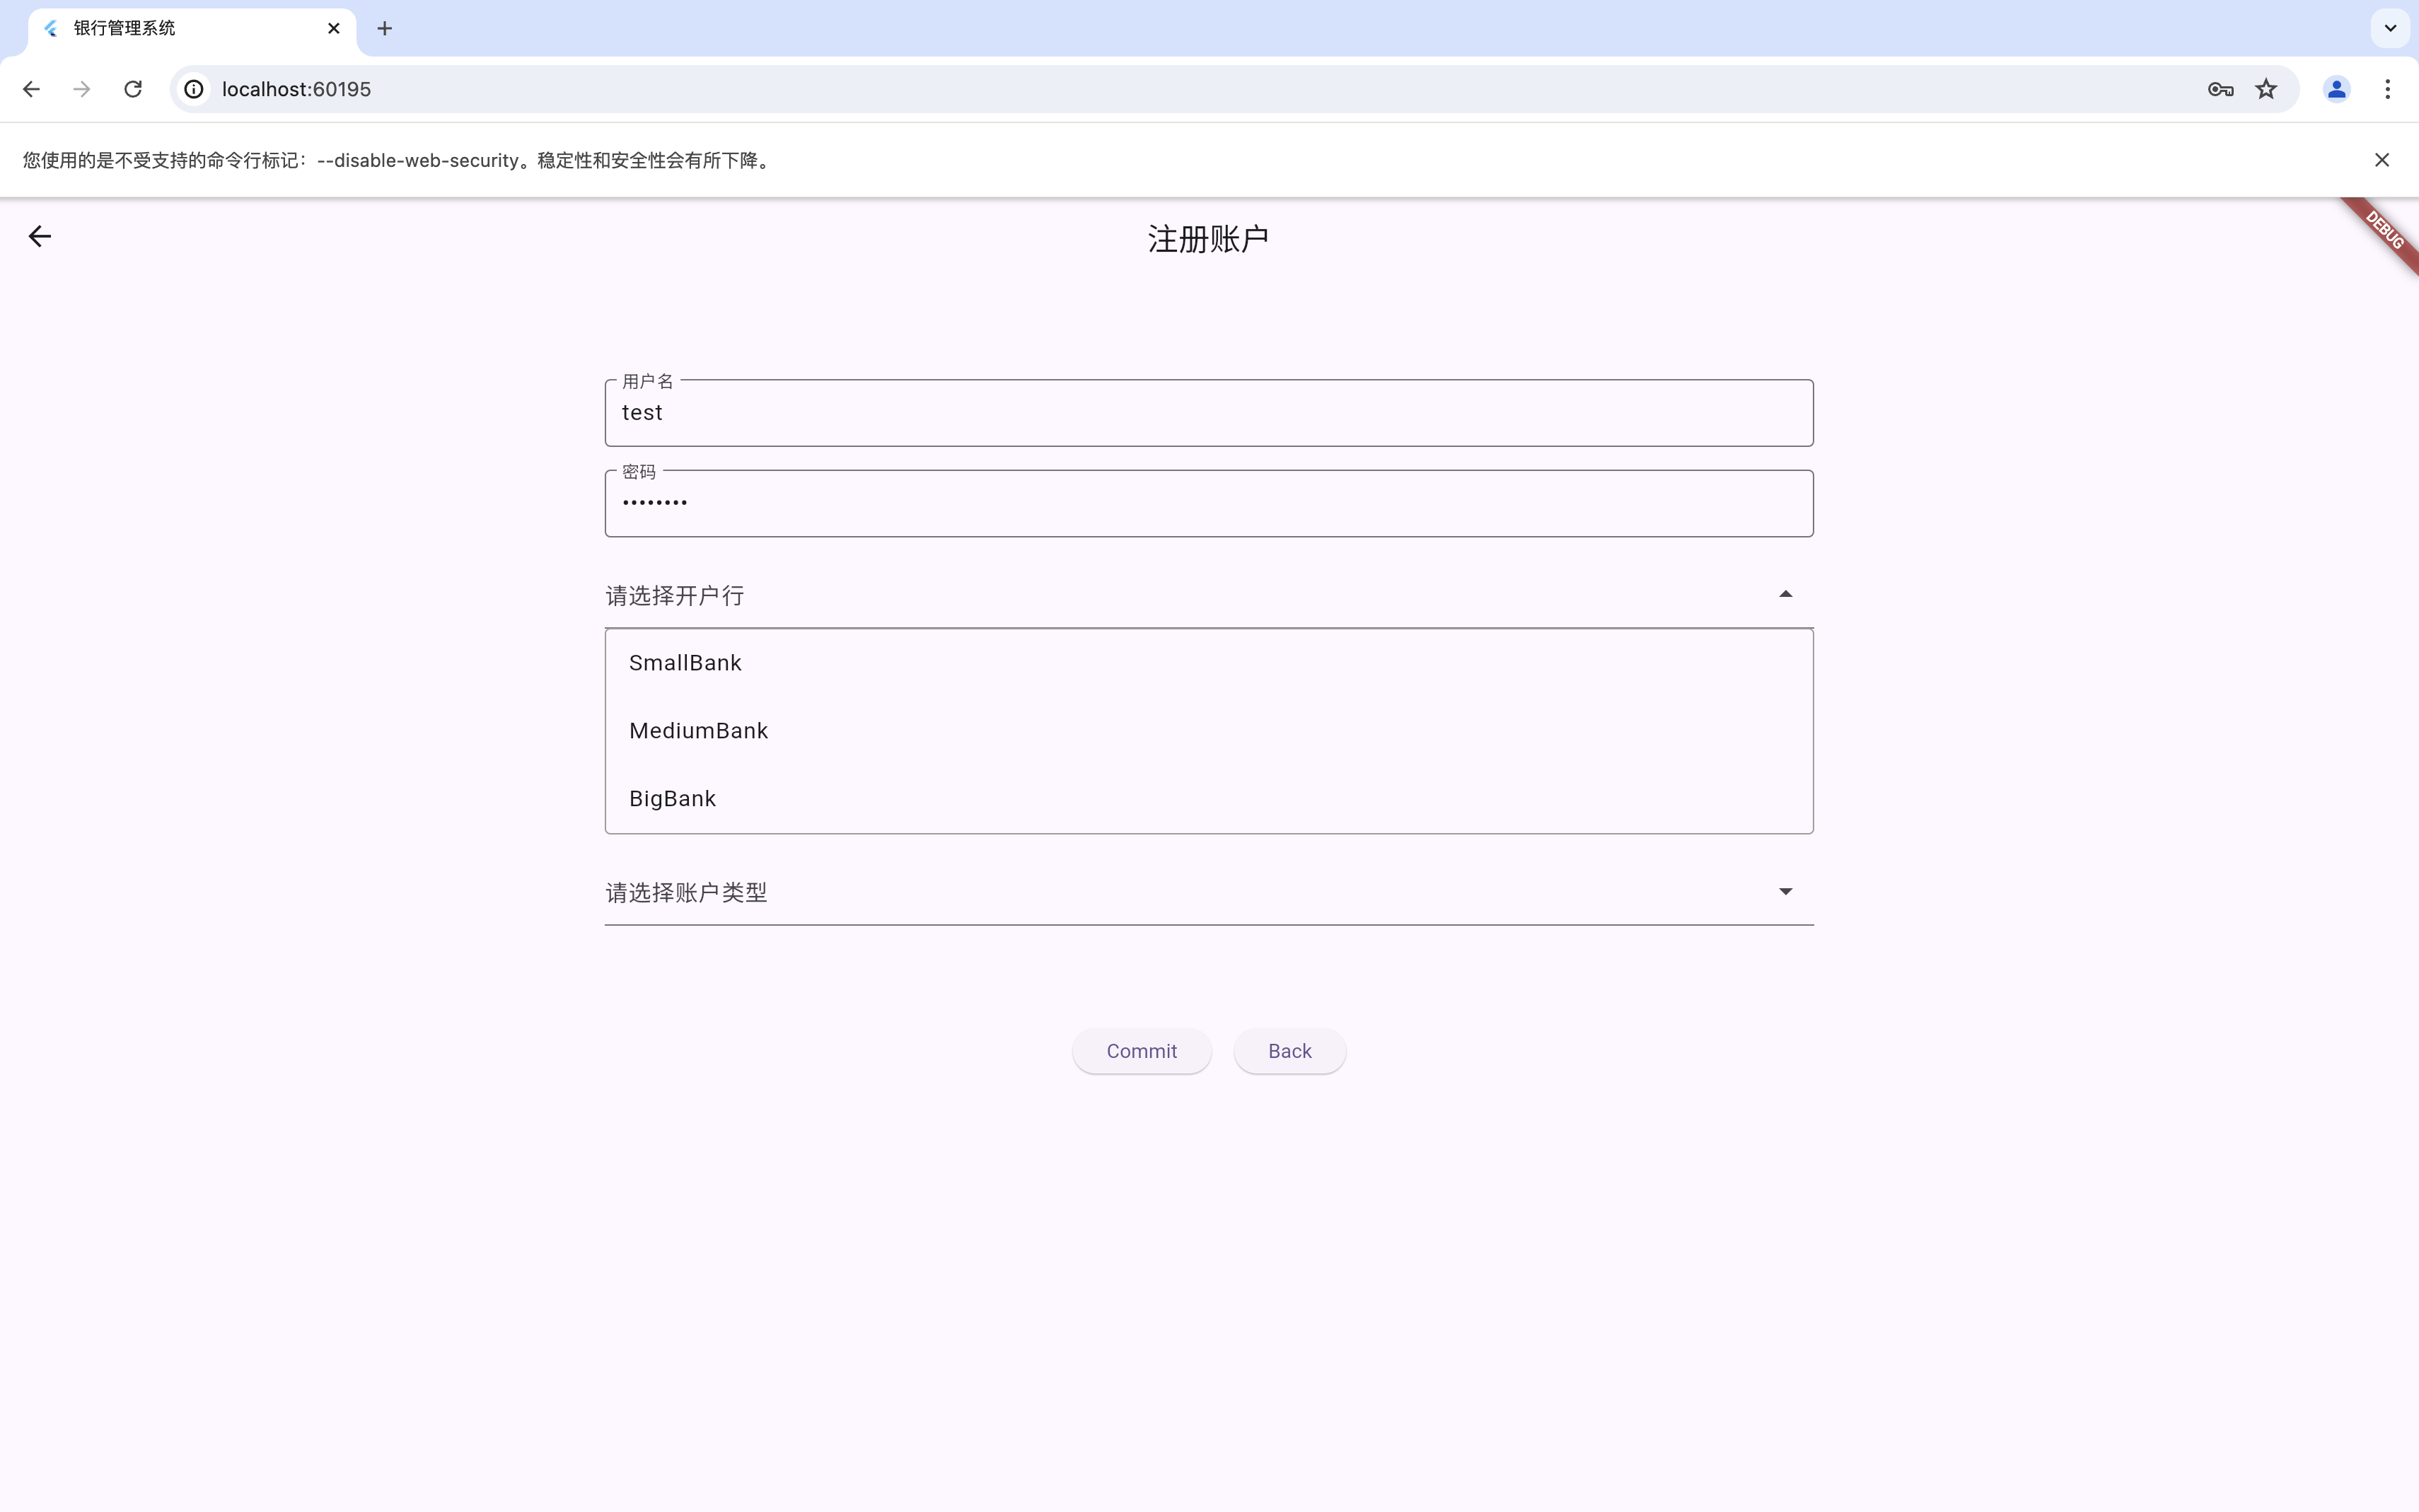 银行管理系统
localhost:60195
您使用的是不受支持的命令行标记：--disable-web-security。稳定性和安全性会有所下降。
注册账户
DEBUG
用户名
test
密码
••••••••
请选择开户行
SmallBank
MediumBank
BigBank
请选择账户类型
Commit Back